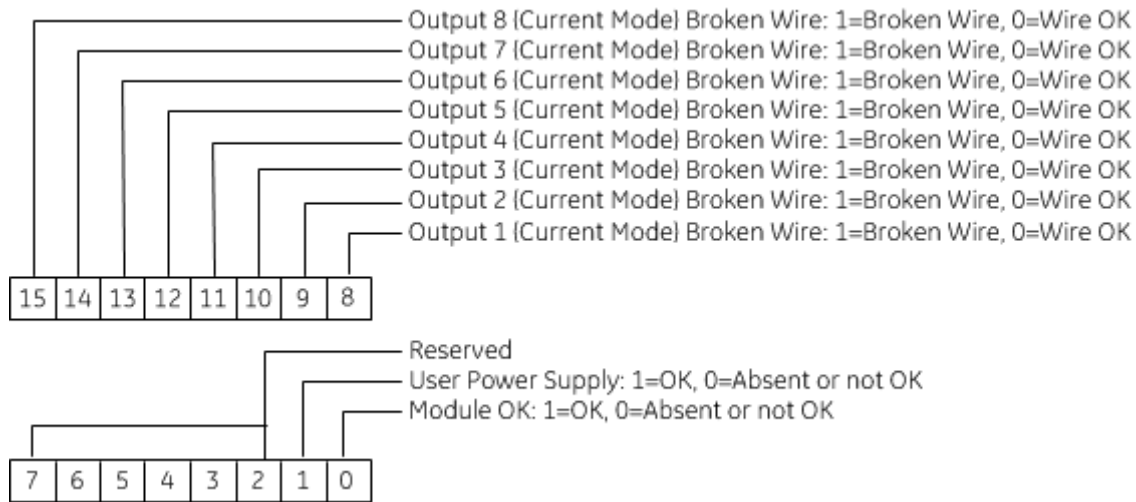 Output 8 {Current Mode} Broken Wire: 1=Broken Wire, 0=Wire OK
Output 7 {Current Mode} Broken Wire: 1=Broken Wire, 0=Wire OK
Output 6 {Current Mode} Broken Wire: 1=Broken Wire, 0=Wire OK
Output 5 {Current Mode} Broken Wire: 1=Broken Wire, 0=Wire OK
Output 4 {Current Mode} Broken Wire: 1=Broken Wire, 0=Wire OK
Output 3 {Current Mode} Broken Wire: 1=Broken Wire, 0=Wire OK
Output 2 {Current Mode} Broken Wire: 1=Broken Wire, 0=Wire OK
Output 1 {Current Mode} Broken Wire: 1=Broken Wire, 0=Wire OK
15 14 13 12 11 10 9 8
Reserved
User Power Supply: 1=OK, 0=Absent or not OK
Module OK: 1=OK, 0=Absent or not OK
7 6 5 4 3 2 1 0